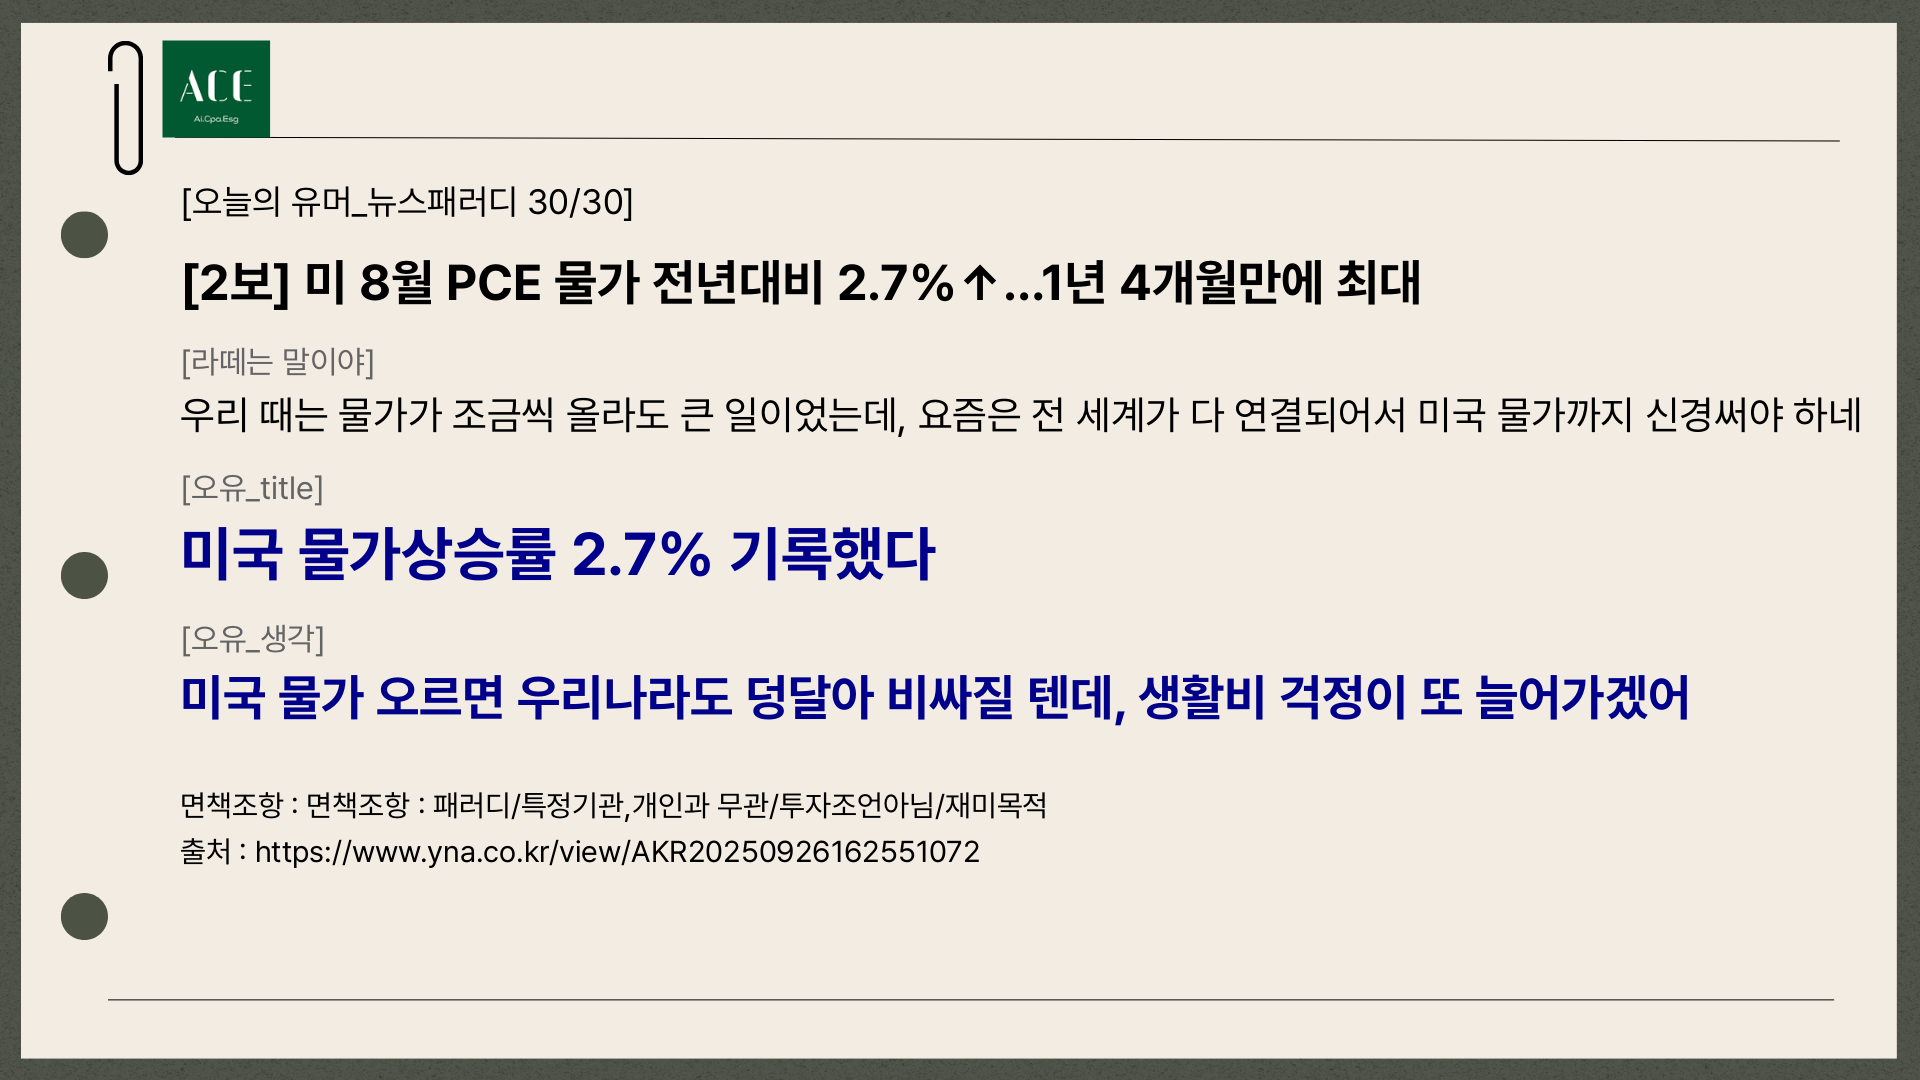 ACE
Ai.Cpa.Esg
[오늘의 유머_뉴스패러디 30/30]
[2보] 미 8월 PCE 물가 전년대비 2.7%↑...1년 4개월만에 최대
[라떼는 말이야]
우리 때는 물가가 조금씩 올라도 큰 일이었는데, 요즘은 전 세계가 다 연결되어서 미국 물가까지 신경써야 하네
[오유_title]
미국 물가상승률 2.7% 기록했다
[오유_생각]
미국 물가 오르면 우리나라도 덩달아 비싸질 텐데, 생활비 걱정이 또 늘어가겠어
면책조항 : 면책조항 : 패러디/특정기관,개인과 무관/투자조언아님/재미목적
출처 : https://www.yna.co.kr/view/AKR20250926162551072